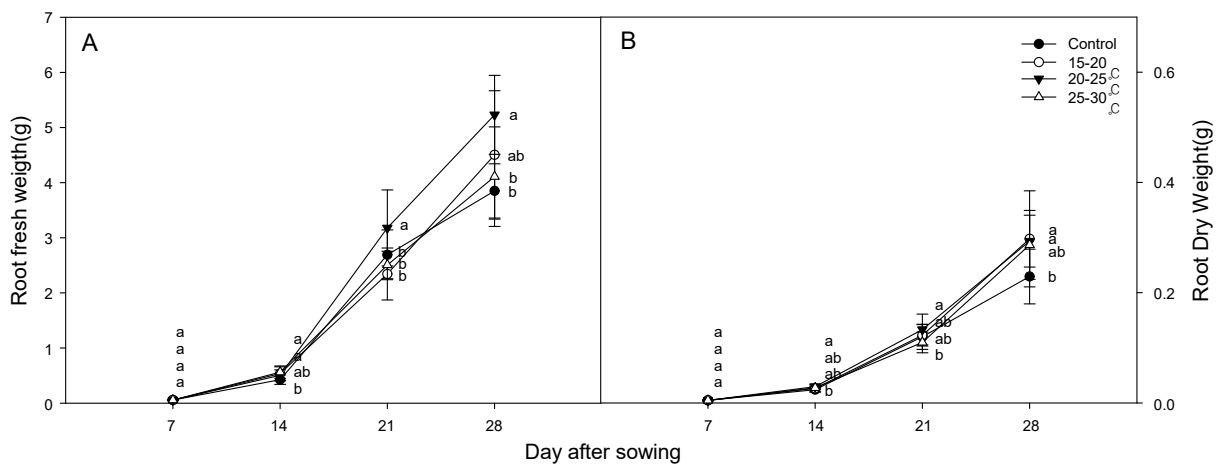 A
7
6
5
4
3
2
1
0
Root fresh weigth(g)
a
a
a
a
a
a
ab
b
a
b
b
b
a
ab
b
b
7
14
21
28
B
Control
15-20
20-25
25-30
°C
°C
°C
a
a
a
a
a
ab
ab
b
a
ab
ab
b
a
a
ab
b
7
14
21
28
0.6
0.4
0.2
0.0
Root Dry Weight(g)
Day after sowing